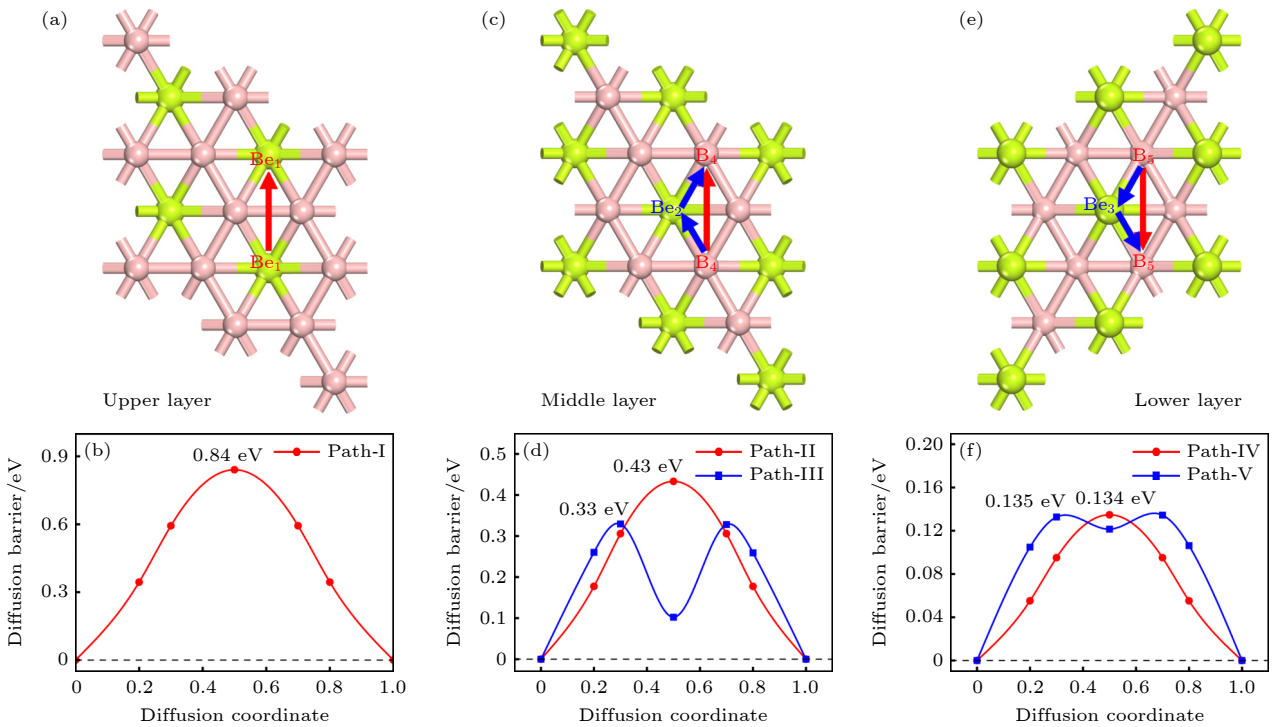 (a)
Be1
Be1
Upper layer
(c)
B4
Be2
B4
Middle layer
(e)
B5
Be3
B5
Lower layer
(b)
0.84 eV
Path-I
0.9
0.6
0.3
0
Diffusion barrier/eV
0 0.2 0.4 0.6 0.8 1.0
Diffusion coordinate
(d)
Path-II
Path-III
0.43 eV
0.33 eV
0.5
0.4
0.3
0.2
0.1
0
Diffusion barrier/eV
0 0.2 0.4 0.6 0.8 1.0
Diffusion coordinate
(f)
Path-IV
Path-V
0.135 eV
0.134 eV
0.20
0.16
0.12
0.08
0.04
0
Diffusion barrier/eV
0 0.2 0.4 0.6 0.8 1.0
Diffusion coordinate